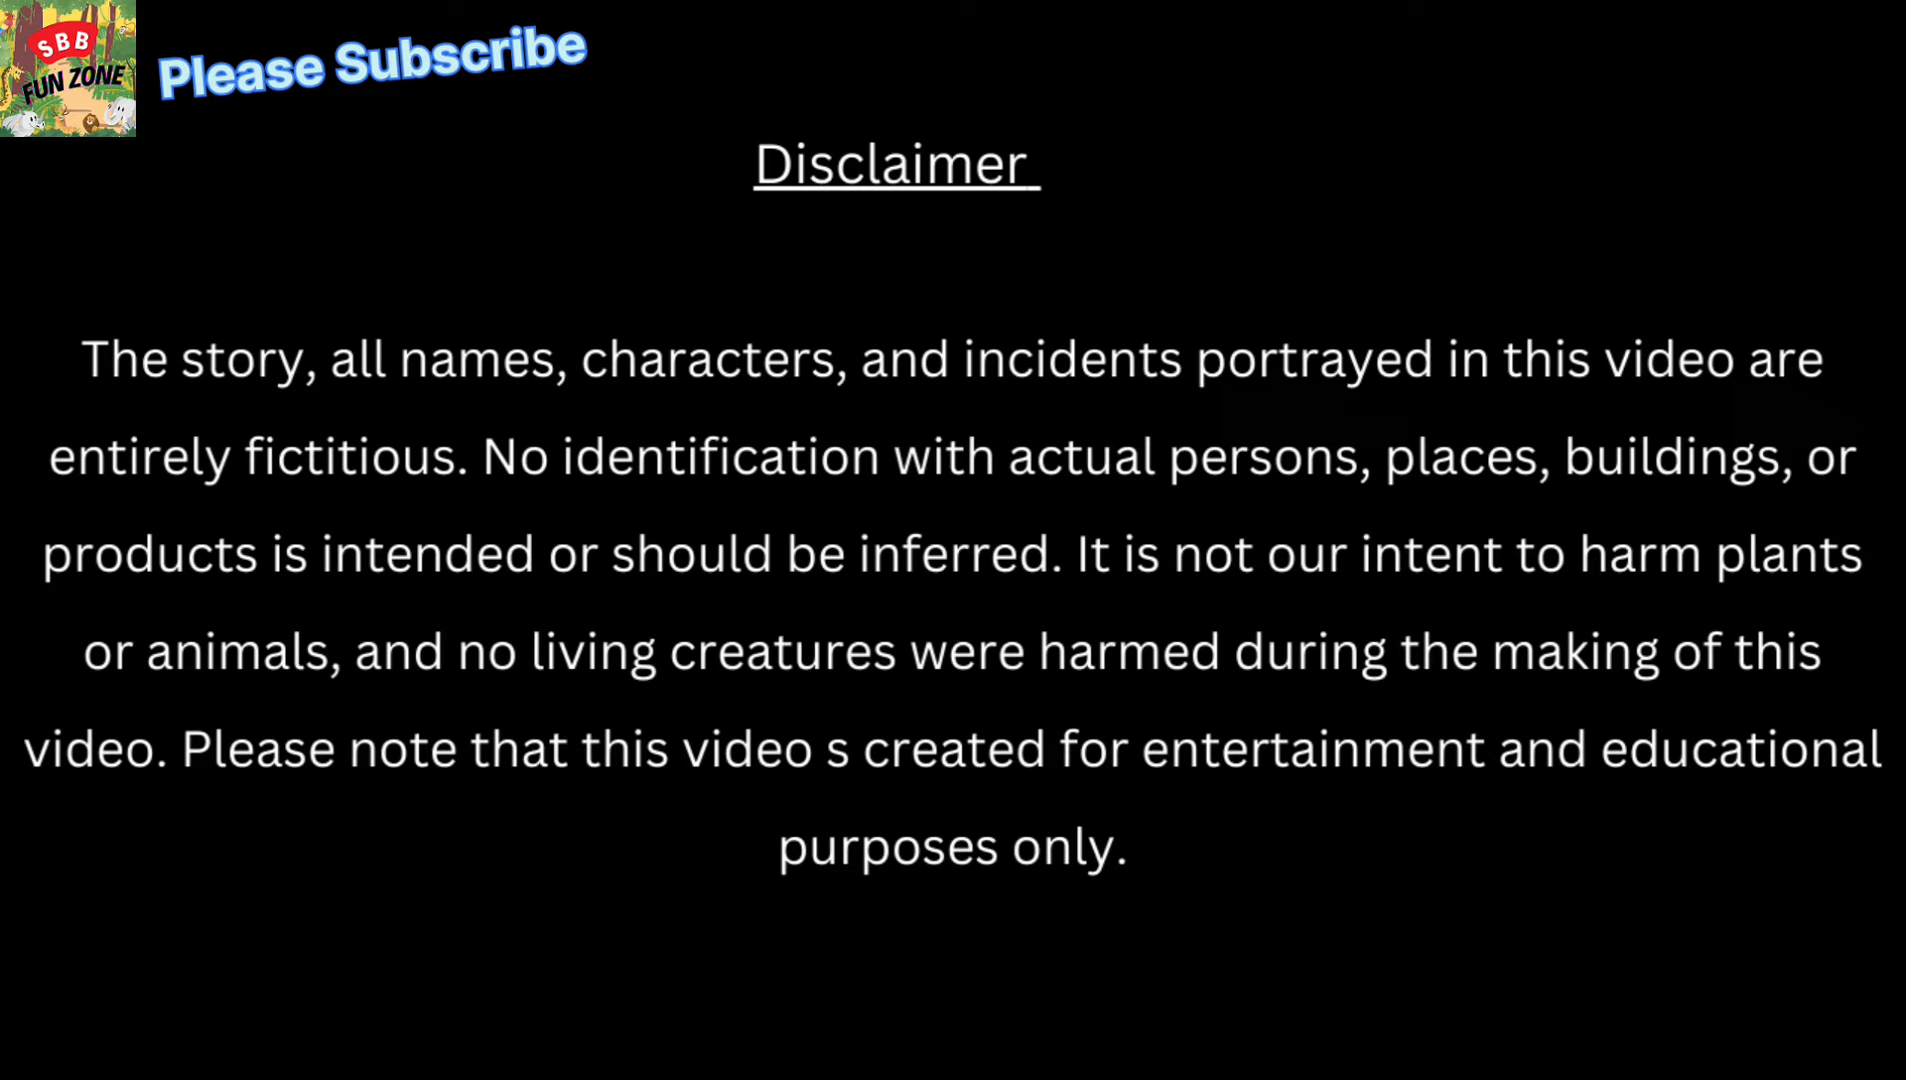 SBB
FUN ZONE
Please Subscribe
Disclaimer
The story, all names, characters, and incidents portrayed in this video are
entirely fictitious. No identification with actual persons, places, buildings, or
products is intended or should be inferred. It is not our intent to harm plants
or animals, and no living creatures were harmed during the making of this
video. Please note that this video s created for entertainment and educational
purposes only.